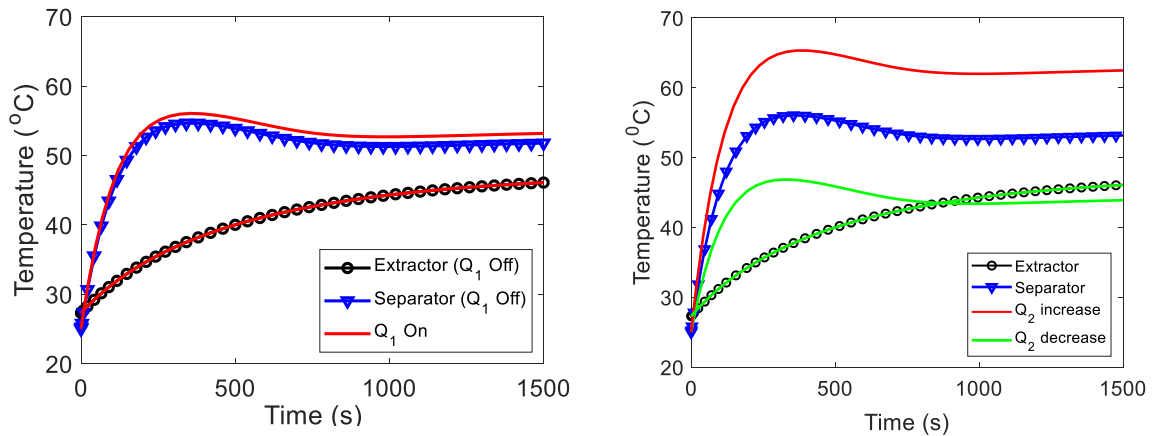 70
60
50
40
30
20
Temperature (°C)
Extractor (Q₁ Off)
Separator (Q₁ Off)
Q₁ On
0
500
1000
1500
Time (s)
70
60
50
40
30
20
Temperature (⁰C)
Extractor
Separator
Q₂ increase
Q₂ decrease
0
500
1000
1500
Time (s)